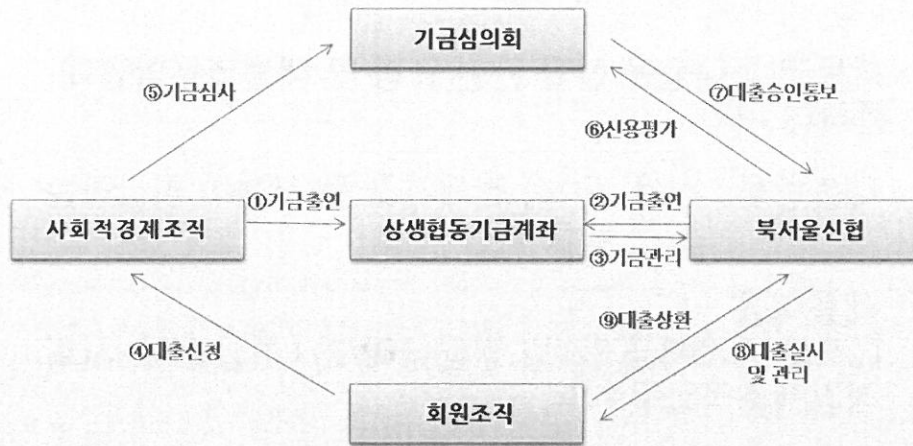 기금심의회
⑤기금심사
⑦대출승인통보
⑥신용평가
①기금출연
②기금출연
사회적경제조직
상생협동기금계좌
북서울신협
③기금관리
⑨대출상환
④대출신청
⑧대출실시
및 관리
회원조직